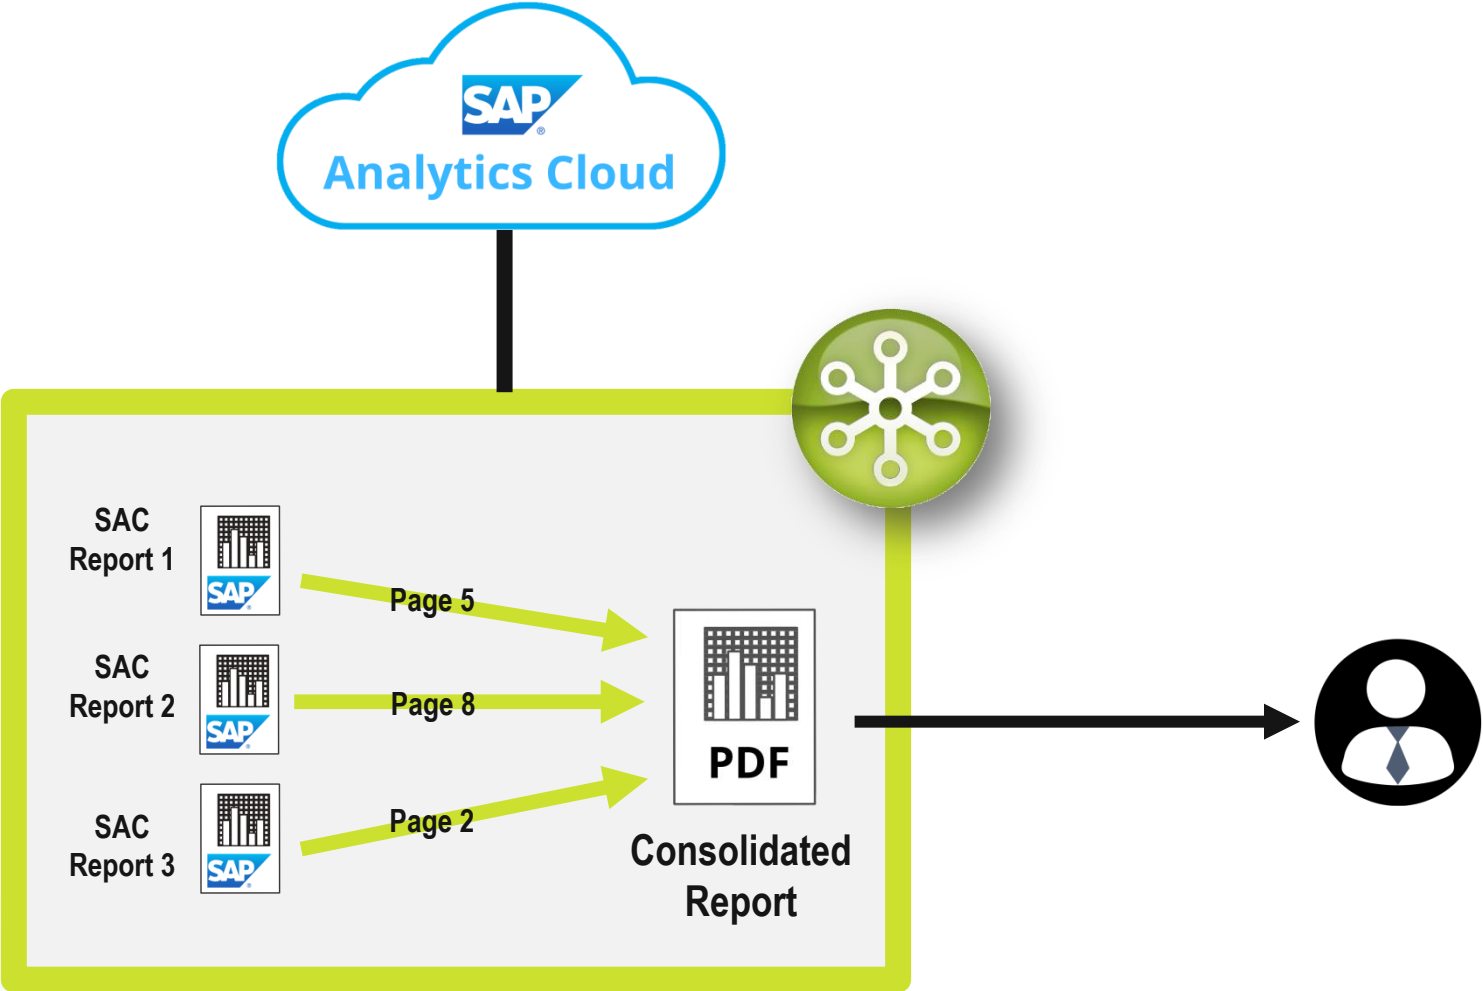 SAP
®
Analytics Cloud
SAC
Report 1
SAP
®
Page 5
SAC
Report 2
SAP
®
Page 8
SAC
Report 3
SAP
®
Page 2
PDF
Consolidated
Report